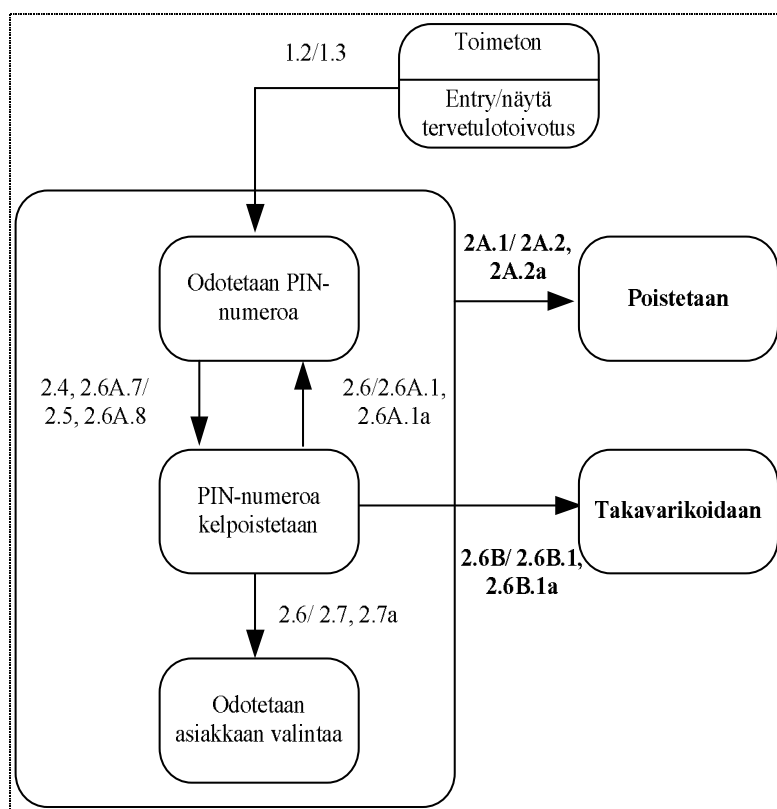 Toimeton
1.2/1.3
Entry/näytä
tervetulotoivotus
Odotetaan PIN-
numeroa
2A.1/ 2A.2,
2A.2a
Poistetaan
2.4, 2.6A.7/
2.5, 2.6A.8
2.6/2.6A.1,
2.6A.1a
PIN-numeroa
kelpoistetaan
Takavarikoidaan
2.6B/ 2.6B.1,
2.6B.1a
2.6/ 2.7, 2.7a
Odotetaan
asiakkaan valintaa